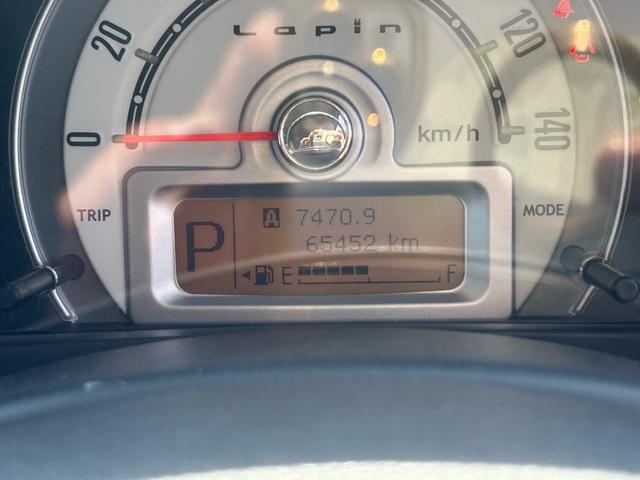 20
Lapin
120
0
km/h
140
TRIP
MODE
P
A 7470.9
65452 km
E F